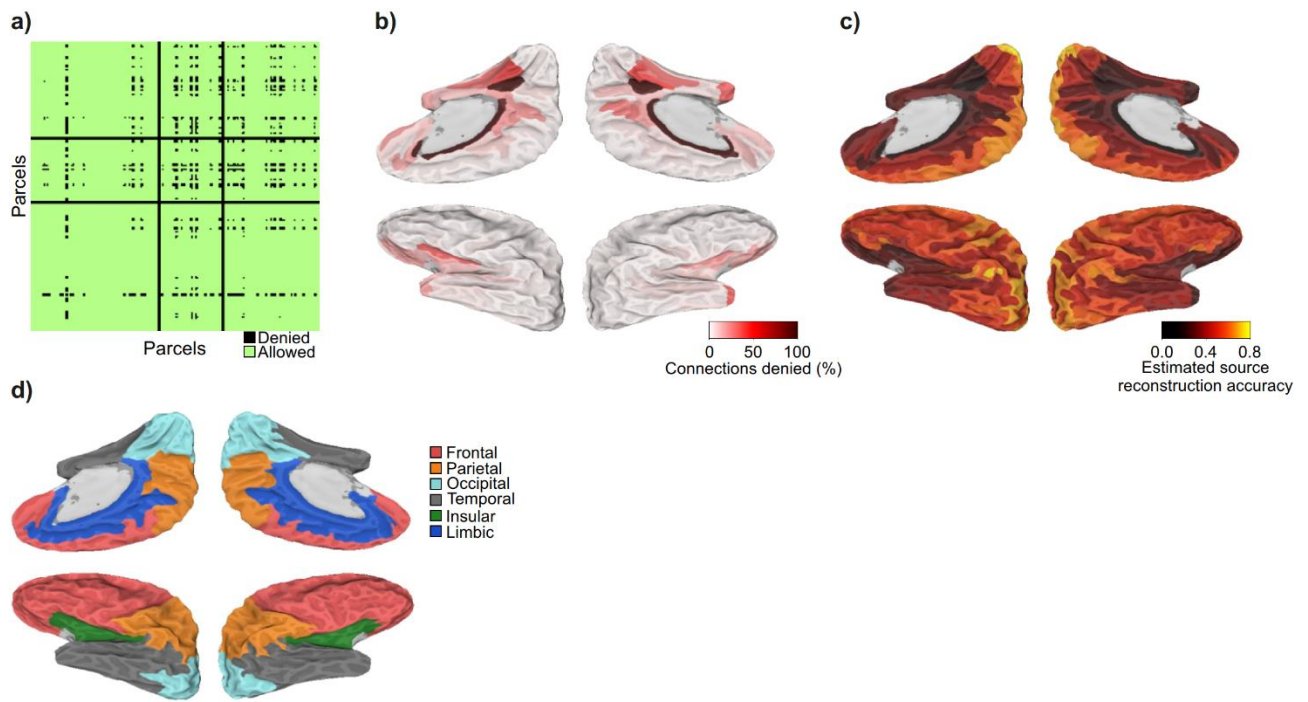 a)
Parcels
Parcels
Denied
Allowed
b)
0 50 100
Connections denied (%)
c)
0.0 0.4 0.8
Estimated source
reconstruction accuracy
d)
Frontal
Parietal
Occipital
Temporal
Insular
Limbic